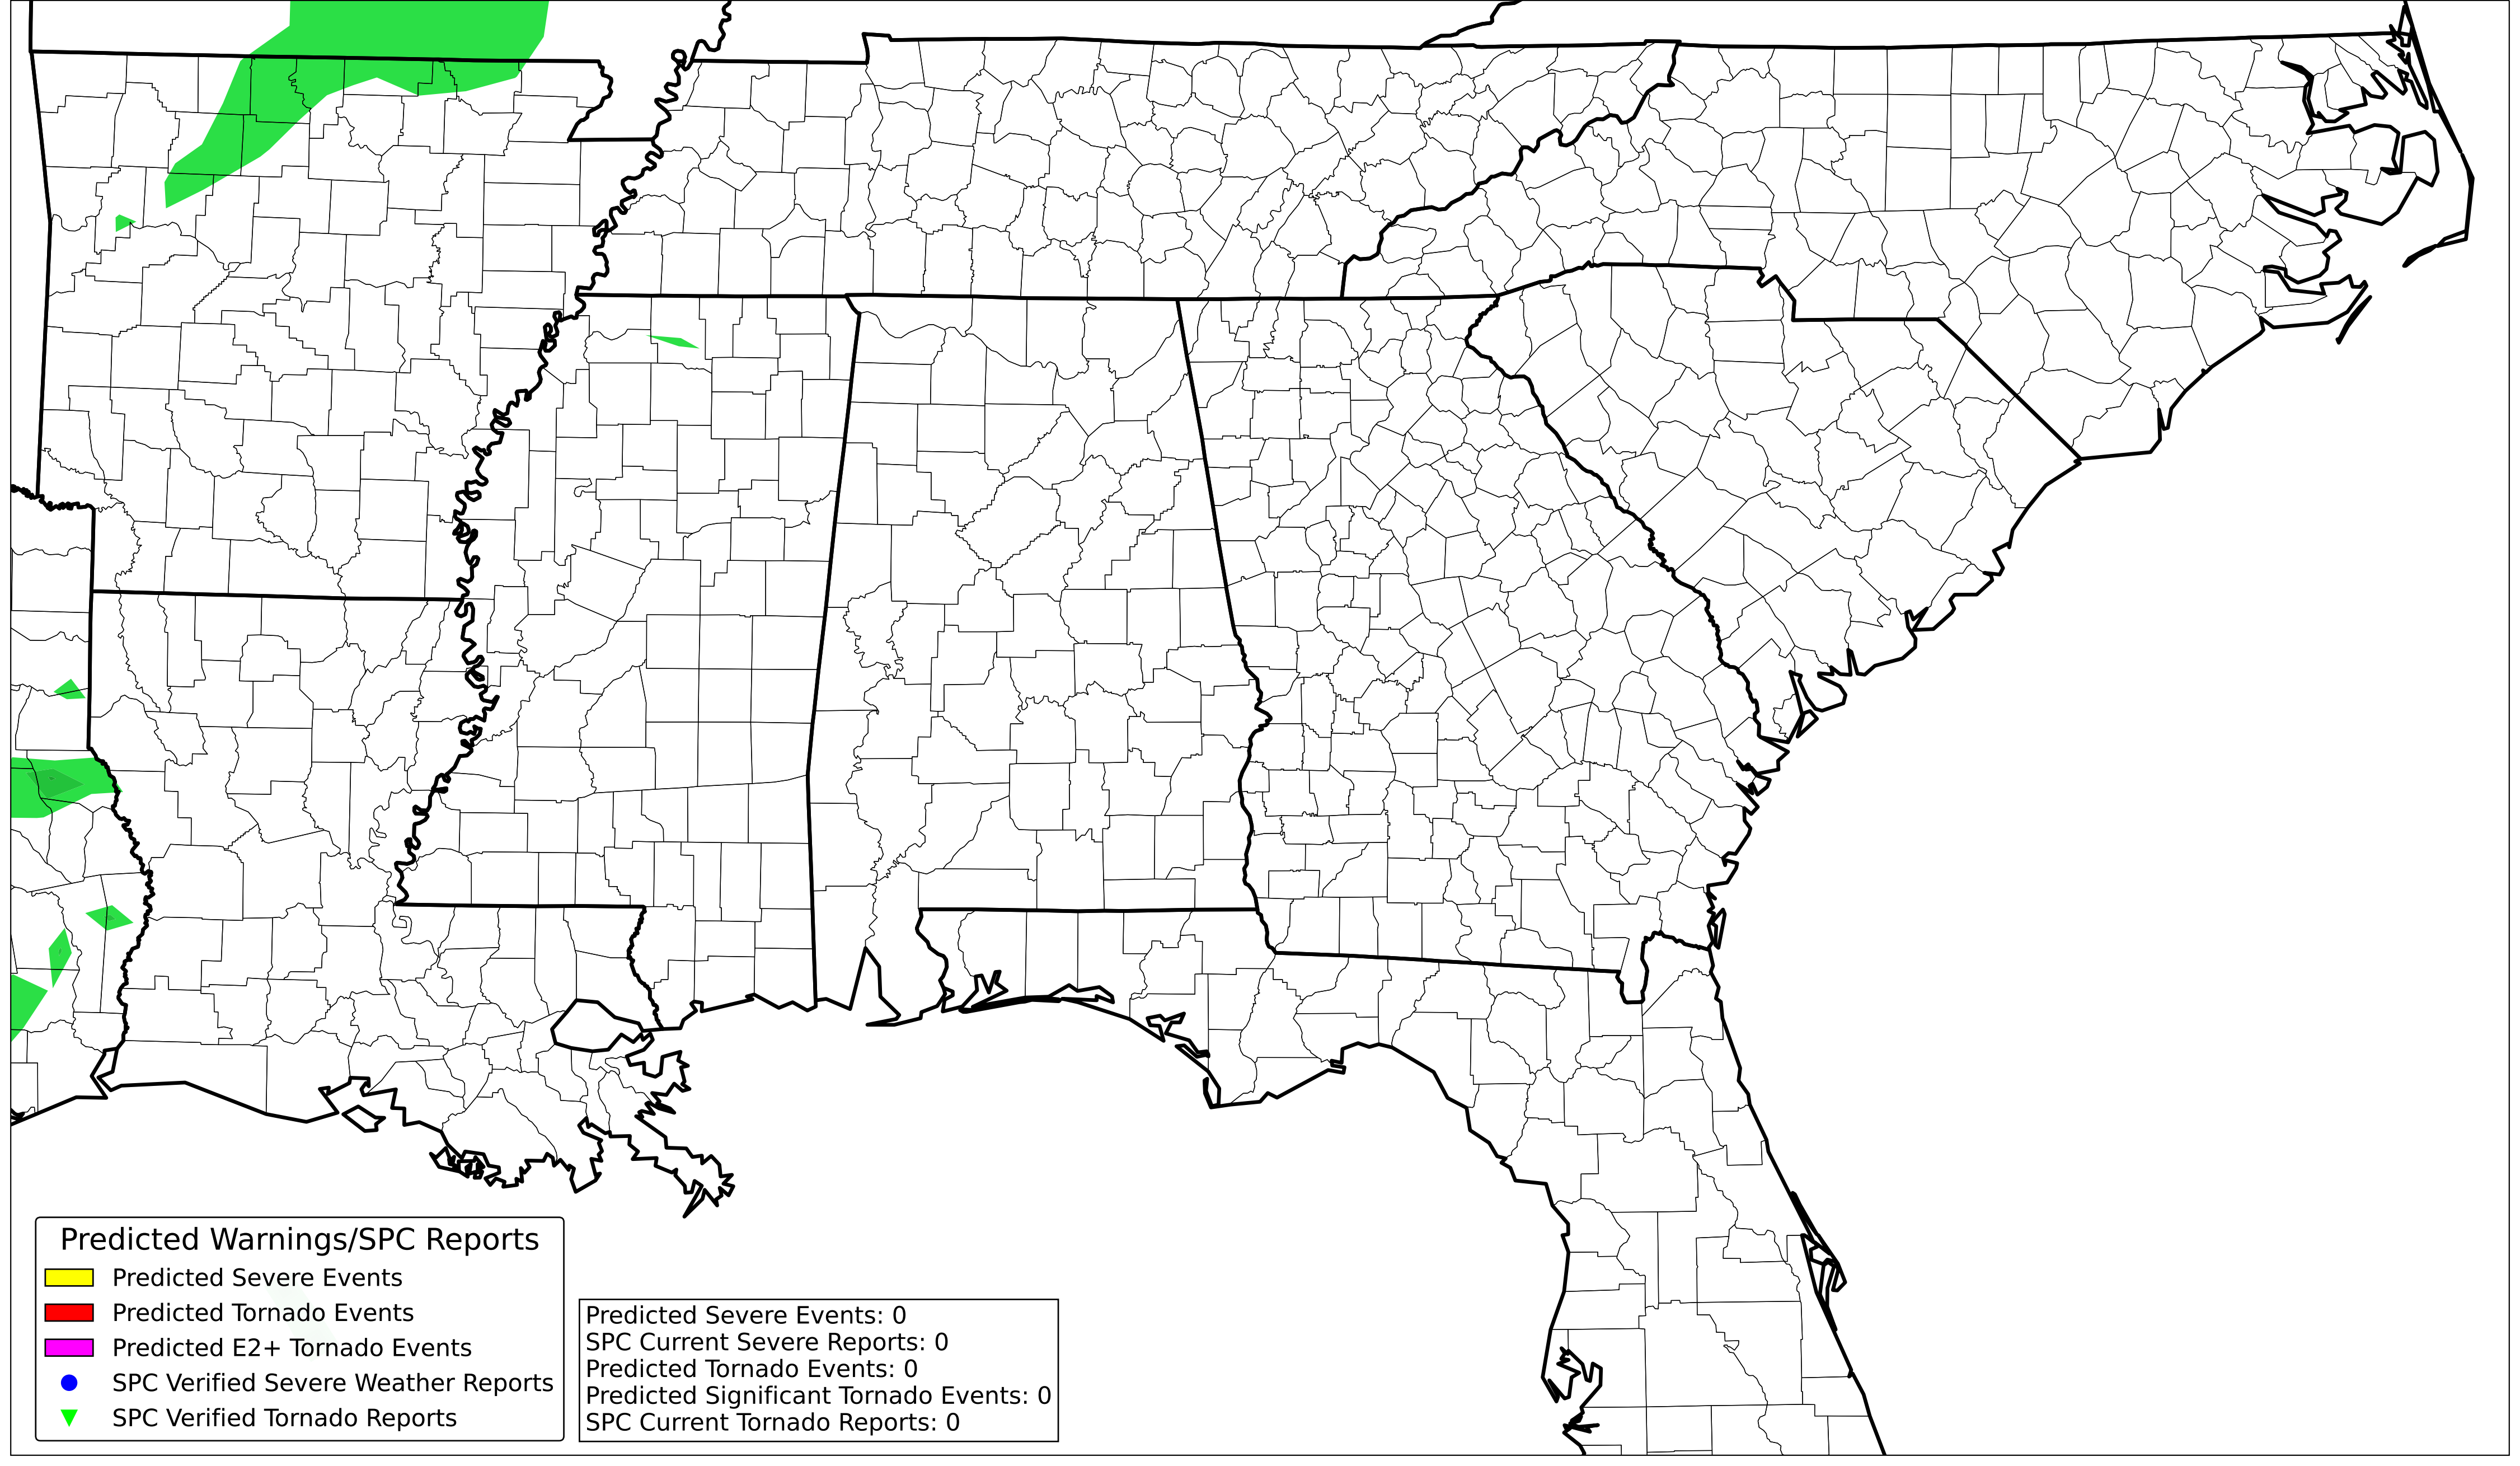 Predicted Warnings/SPC Reports
Predicted Severe Events
Predicted Tornado Events
Predicted E2+ Tornado Events
SPC Verified Severe Weather Reports
SPC Verified Tornado Reports
Predicted Severe Events: 0
SPC Current Severe Reports: 0
Predicted Tornado Events: 0
Predicted Significant Tornado Events: 0
SPC Current Tornado Reports: 0